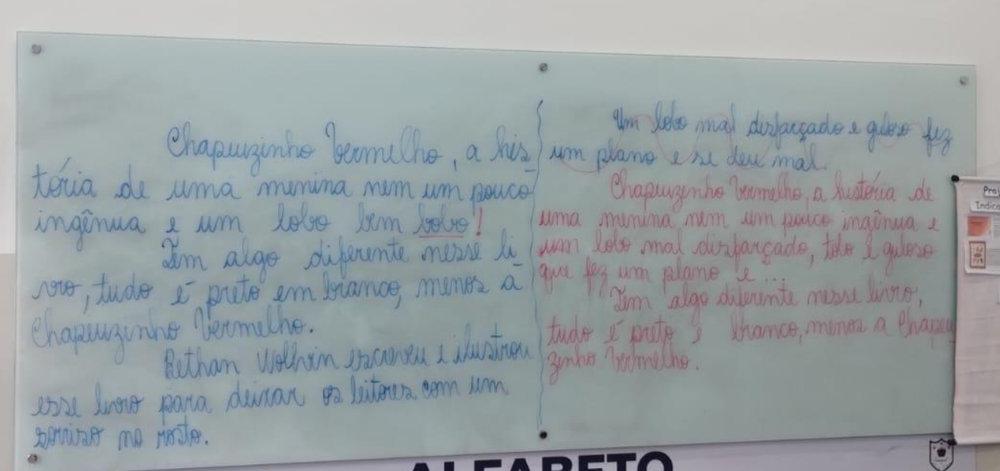 Chapeuzinho Vermelho, a his
tória de uma menina nem um pouco
ingênua e um lobo bem bobo!
Tem algo diferente nesse li
vro, tudo é preto em branco, menos a
Chapeuzinho Vermelho.
Bethan Wolhvin escreveu e ilustrou
esse livro para deixar os leitores com um
sorriso no rosto.
Um lobo mal disfarçado e guloso fez
um plano e se deu mal.
Chapeuzinho Vermelho, a história de
uma menina nem um pouco ingênua e
um lobo mal disfarçado, tolo e guloso
que fez um plano e...
Tem algo diferente nesse livro,
tudo é preto e branco, menos a Chapeu
zinho Vermelho.
Indica
ALFABETO